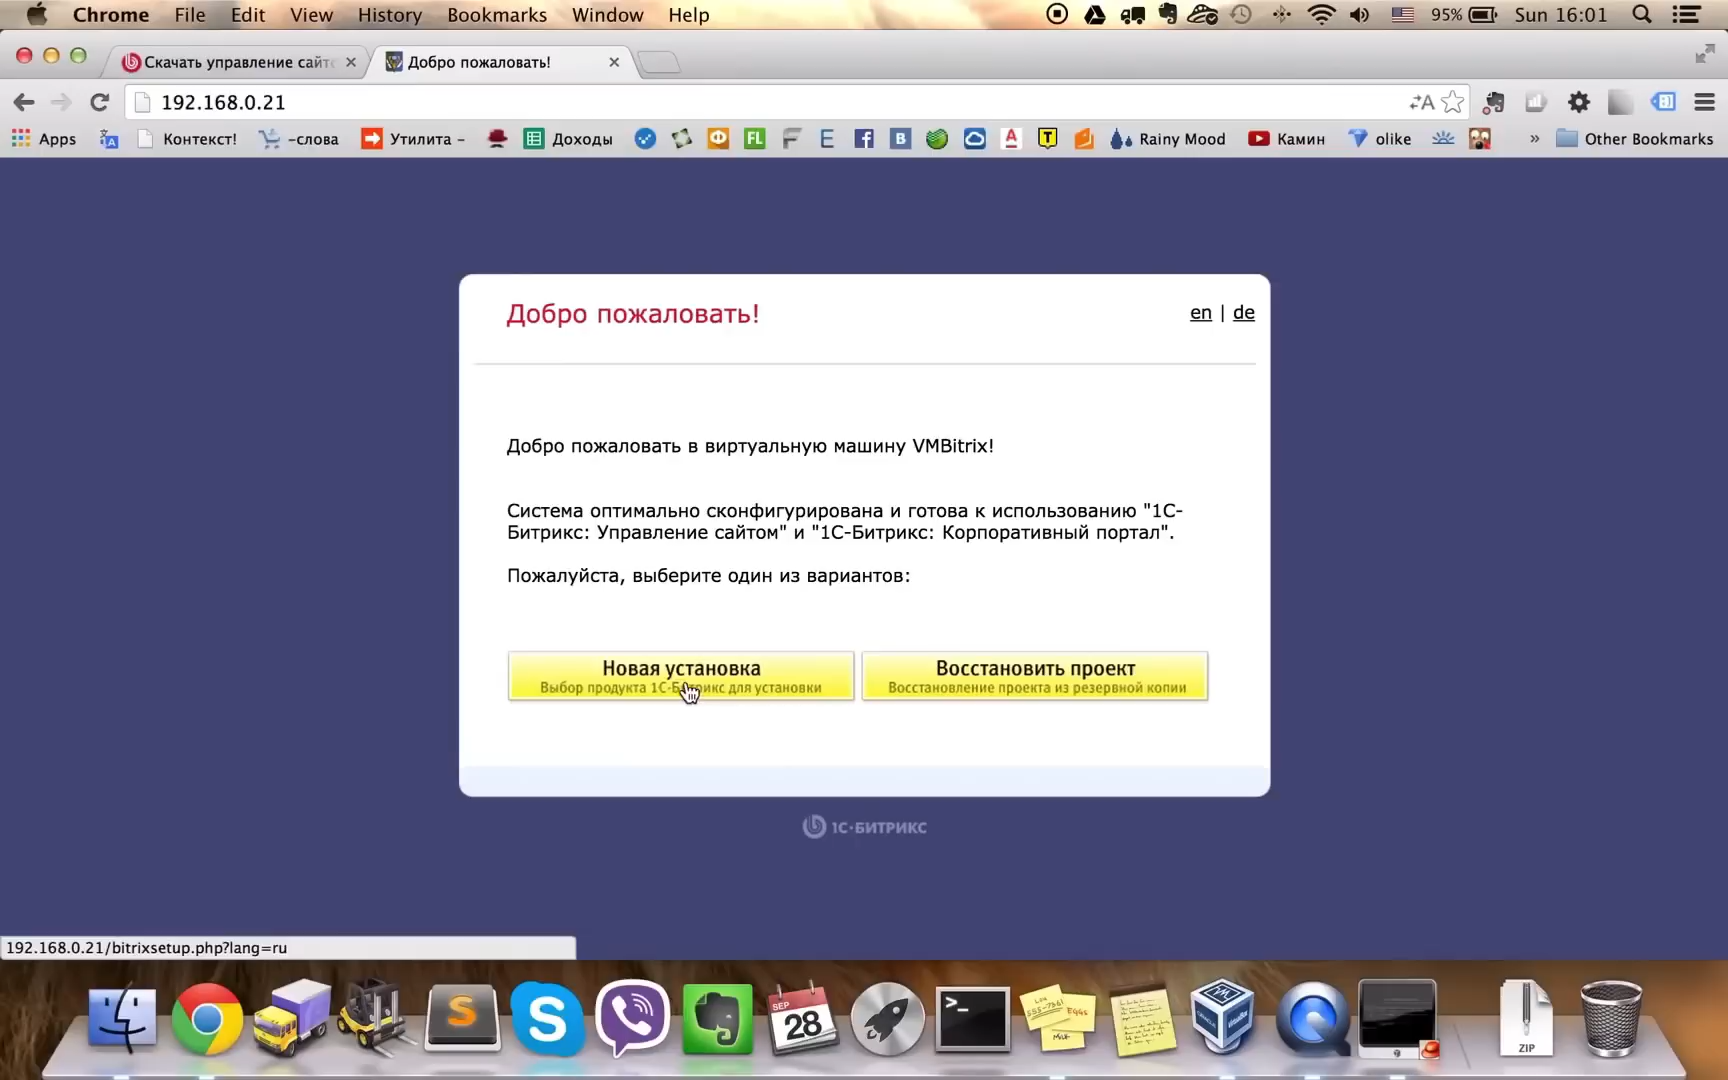 Chrome File Edit View History Bookmarks Window Help 95% Sun 16:01
Скачать управление сайто Добро пожаловать!
192.168.0.21
Apps Контекст! -слова Утилита - Доходы Rainy Mood Камин olike » Other Bookmarks
Добро пожаловать!
en | de
Добро пожаловать в виртуальную машину VMBitrix!
Система оптимально сконфигурирована и готова к использованию "1С-
Битрикс: Управление сайтом" и "1С-Битрикс: Корпоративный портал".
Пожалуйста, выберите один из вариантов:
Новая установка
Выбор продукта 1С-Битрикс для установки
Восстановить проект
Восстановление проекта из резервной копии
1С-БИТРИКС
192.168.0.21/bitrixsetup.php?lang=ru
SEP
28
ZIP